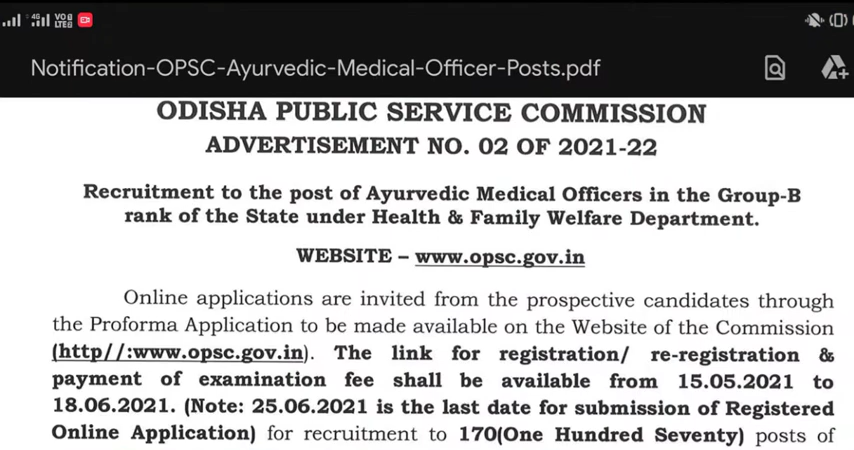 4G VO LTE
Notification-OPSC-Ayurvedic-Medical-Officer-Posts.pdf
ODISHA PUBLIC SERVICE COMMISSION
ADVERTISEMENT NO. 02 OF 2021-22
Recruitment to the post of Ayurvedic Medical Officers in the Group-B
rank of the State under Health & Family Welfare Department.
WEBSITE – www.opsc.gov.in
Online applications are invited from the prospective candidates through
the Proforma Application to be made available on the Website of the Commission
(http//:www.opsc.gov.in). The link for registration/ re-registration &
payment of examination fee shall be available from 15.05.2021 to
18.06.2021. (Note: 25.06.2021 is the last date for submission of Registered
Online Application) for recruitment to 170(One Hundred Seventy) posts of